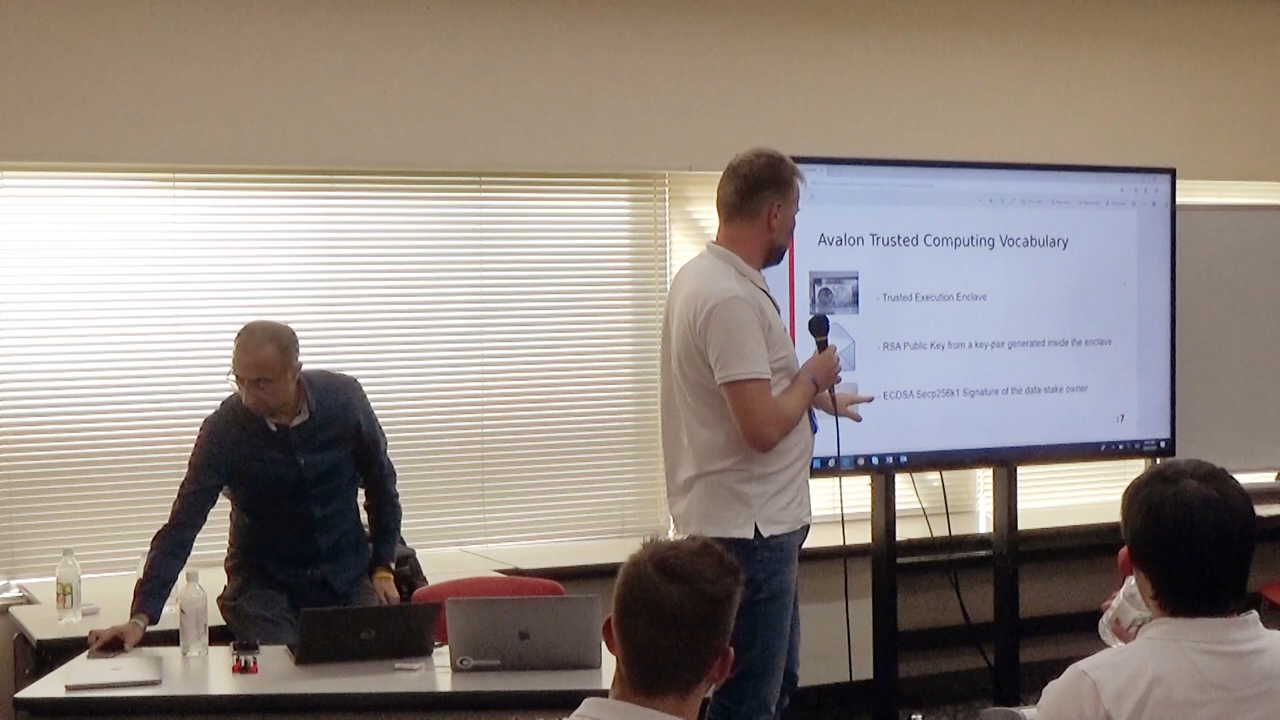 Avalon Trusted Computing Vocabulary
- Trusted Execution Enclave
- RSA Public Key from a key-pair generated inside the enclave
ECDSA Secp256k1 Signature of the data-stake owner
:7